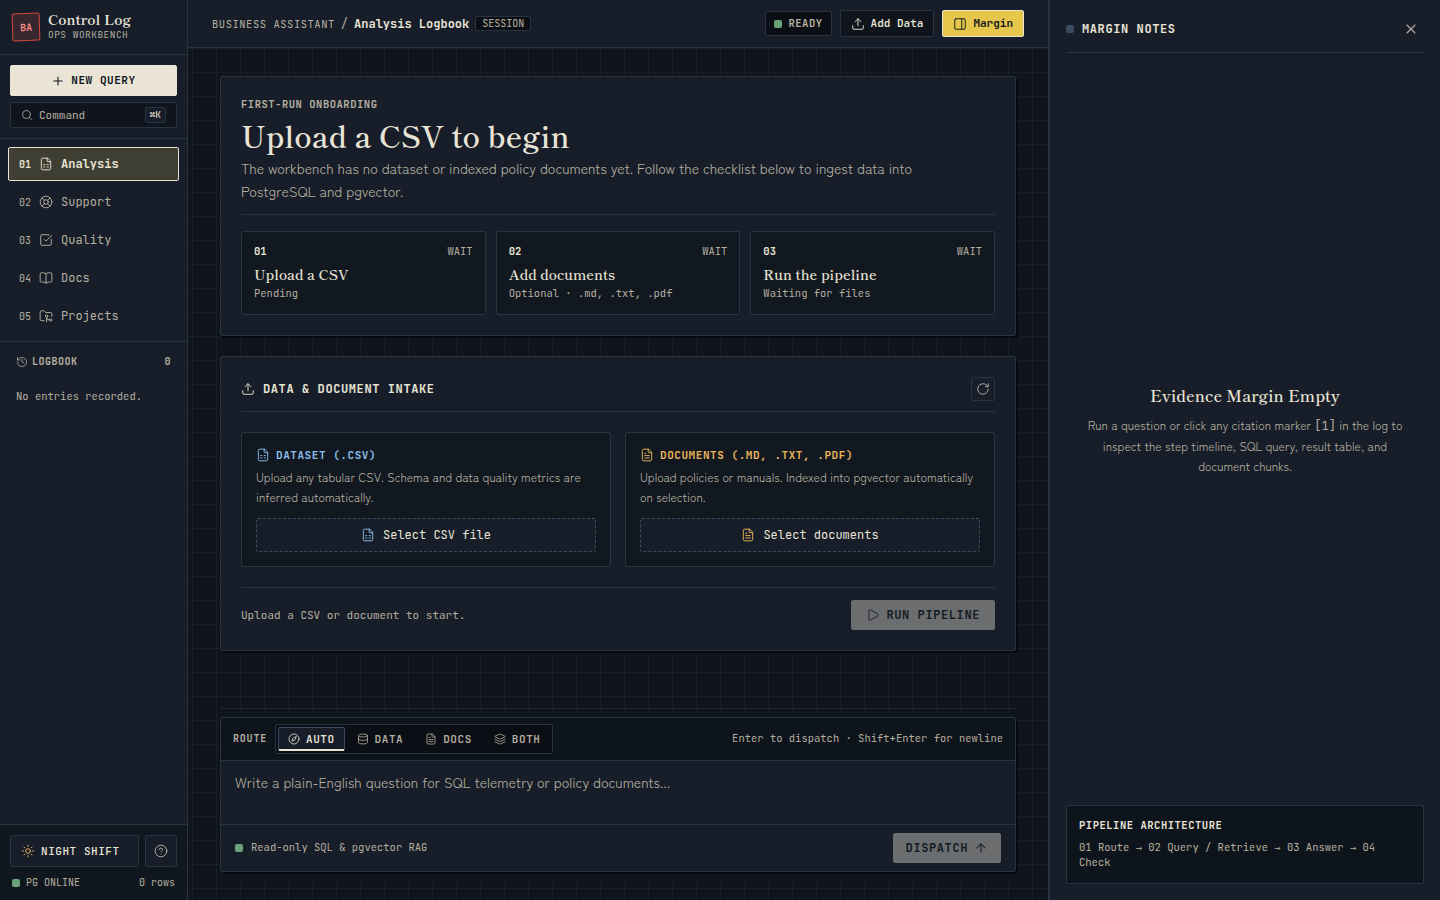 BA
Control Log
OPS WORKBENCH
NEW QUERY
Command
⌘K
01 Analysis
02 Support
03 Quality
04 Docs
05 Projects
LOGBOOK 0
No entries recorded.
NIGHT SHIFT
PG ONLINE 0 rows
BUSINESS ASSISTANT / Analysis Logbook SESSION
READY
Add Data
Margin
FIRST-RUN ONBOARDING
Upload a CSV to begin
The workbench has no dataset or indexed policy documents yet. Follow the checklist below to ingest data into
PostgreSQL and pgvector.
01 WAIT
Upload a CSV
Pending
02 WAIT
Add documents
Optional · .md, .txt, .pdf
03 WAIT
Run the pipeline
Waiting for files
DATA & DOCUMENT INTAKE
DATASET (.CSV)
Upload any tabular CSV. Schema and data quality metrics are
inferred automatically.
Select CSV file
DOCUMENTS (.MD, .TXT, .PDF)
Upload policies or manuals. Indexed into pgvector automatically
on selection.
Select documents
Upload a CSV or document to start.
RUN PIPELINE
ROUTE AUTO DATA DOCS BOTH
Enter to dispatch · Shift+Enter for newline
Write a plain-English question for SQL telemetry or policy documents...
Read-only SQL & pgvector RAG
DISPATCH ↑
MARGIN NOTES
Evidence Margin Empty
Run a question or click any citation marker [1] in the log to
inspect the step timeline, SQL query, result table, and
document chunks.
PIPELINE ARCHITECTURE
01 Route → 02 Query / Retrieve → 03 Answer → 04
Check